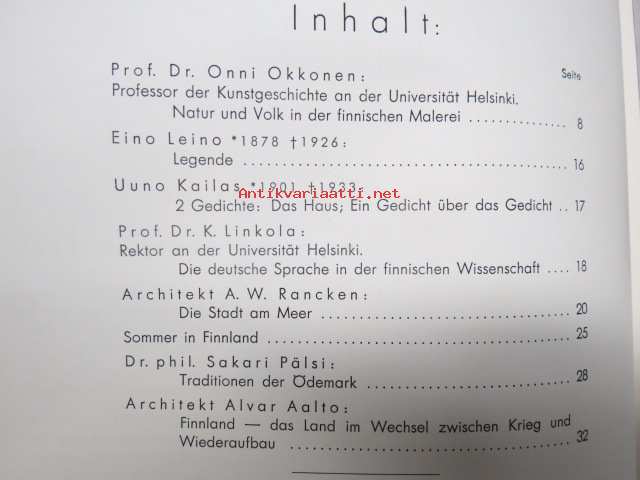 Inhalt:
Seite
Prof. Dr. Onni Okkonen:
Professor der Kunstgeschichte an der Universität Helsinki.
Natur und Volk in der finnischen Malerei ............... 8
Eino Leino *1878 †1926:
Legende ............................................. 16
Uuno Kailas *1901 †1933:
Antikvariaatti.net
2 Gedichte: Das Haus; Ein Gedicht über das Gedicht .. 17
Prof. Dr. K. Linkola:
Rektor an der Universität Helsinki.
Die deutsche Sprache in der finnischen Wissenschaft .... 18
Architekt A. W. Rancken:
Die Stadt am Meer ................................... 20
Sommer in Finnland .......................................... 25
Dr. phil. Sakari Pälsi:
Traditionen der Ödemark ............................. 28
Architekt Alvar Aalto:
Finnland — das Land im Wechsel zwischen Krieg und
Wiederaufbau ........................................ 32